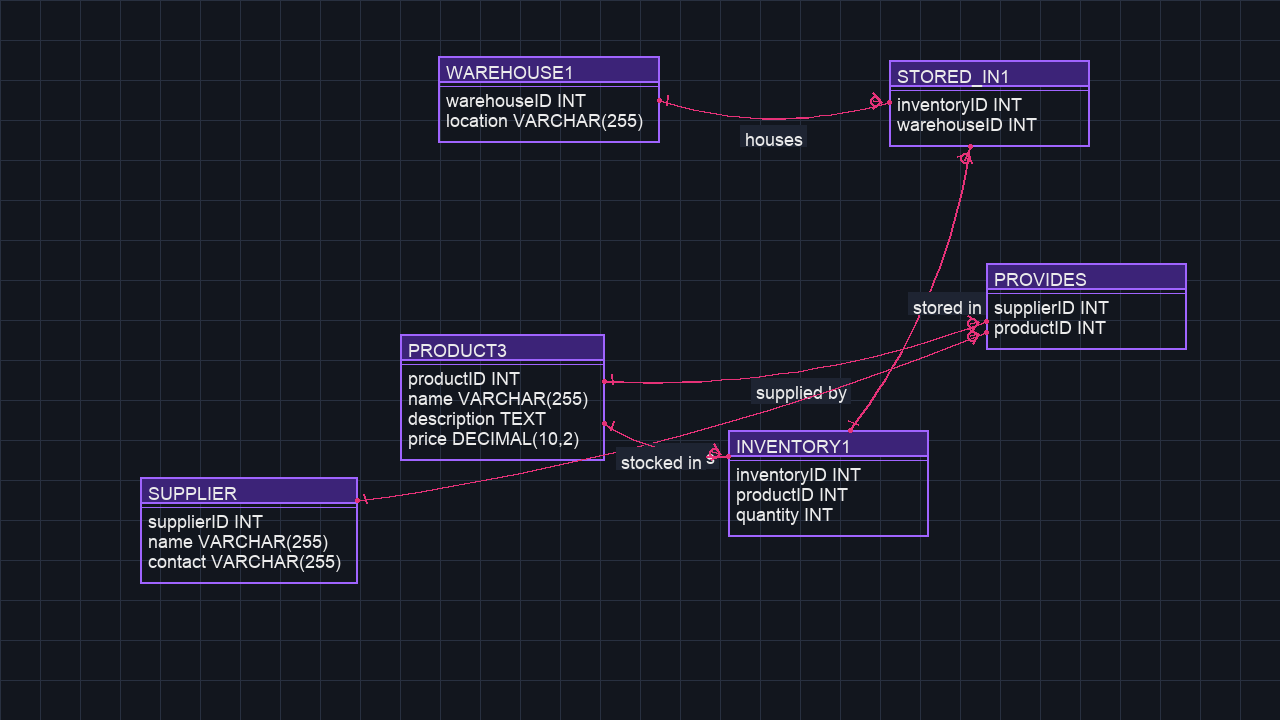 WAREHOUSE1
warehouseID INT
location VARCHAR(255)
STORED_IN1
inventoryID INT
warehouseID INT
houses
PROVIDES
supplierID INT
productID INT
stored in
PRODUCT3
productID INT
name VARCHAR(255)
description TEXT
price DECIMAL(10,2)
supplied by
stocked in
INVENTORY1
inventoryID INT
productID INT
quantity INT
SUPPLIER
supplierID INT
name VARCHAR(255)
contact VARCHAR(255)